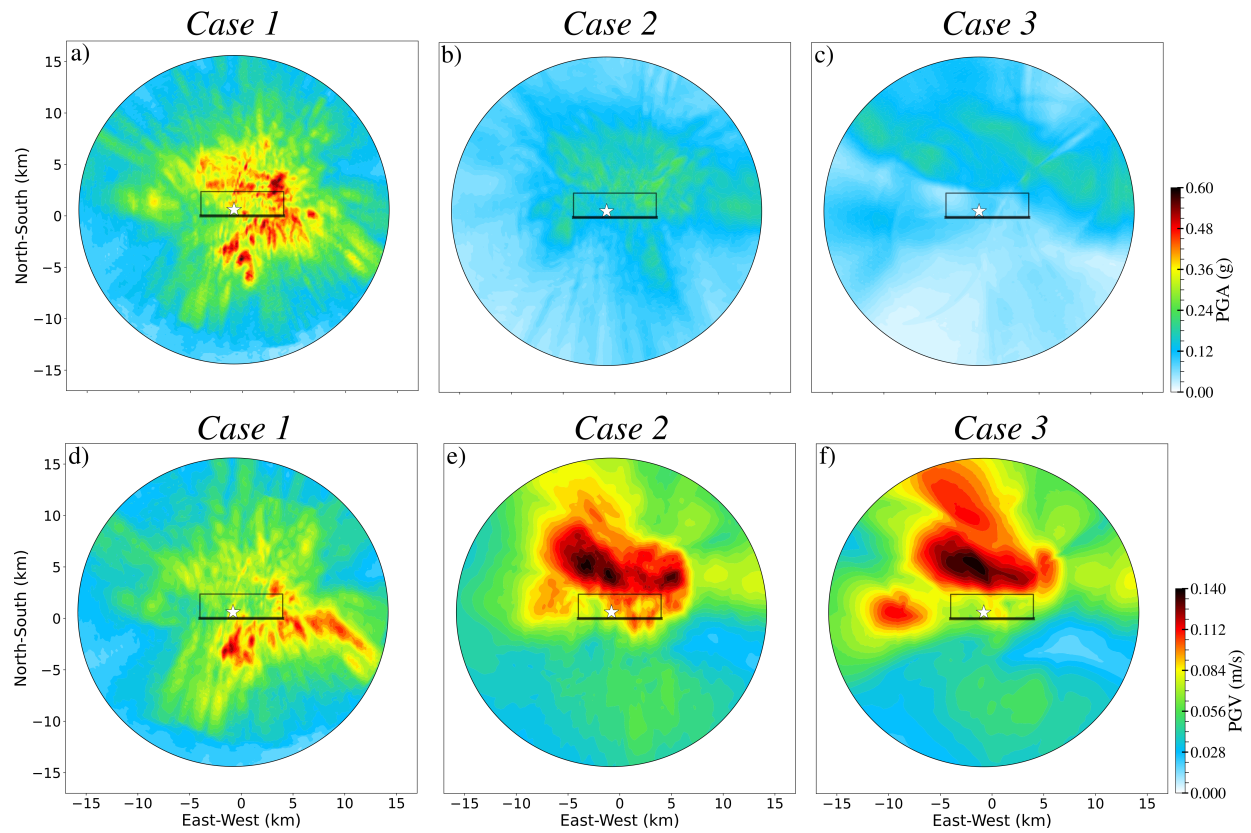 Case 1 Case 2 Case 3
a) b) c)
15
10
5
0
−5
−10
−15
North-South (km)
0.60
0.48
0.36
0.24
0.12
0.00
PGA (g)
Case 1 Case 2 Case 3
d) e) f)
15
10
5
0
−5
−10
−15
North-South (km)
0.140
0.112
0.084
0.056
0.028
0.000
PGV (m/s)
−15 −10 −5 0 5 10 15 −15 −10 −5 0 5 10 15 −15 −10 −5 0 5 10 15
East-West (km) East-West (km) East-West (km)